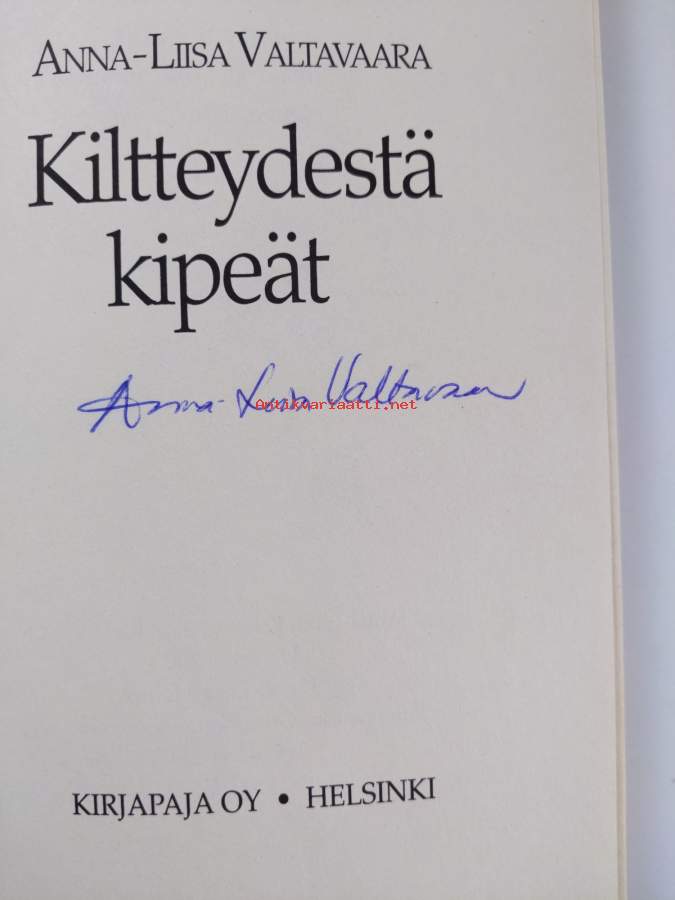 ANNA-LIISA VALTAVAARA
Kiltteydestä
kipeät
Anna-Liisa Valtavaara
Antikvariaatti.net
KIRJAPAJA OY • HELSINKI